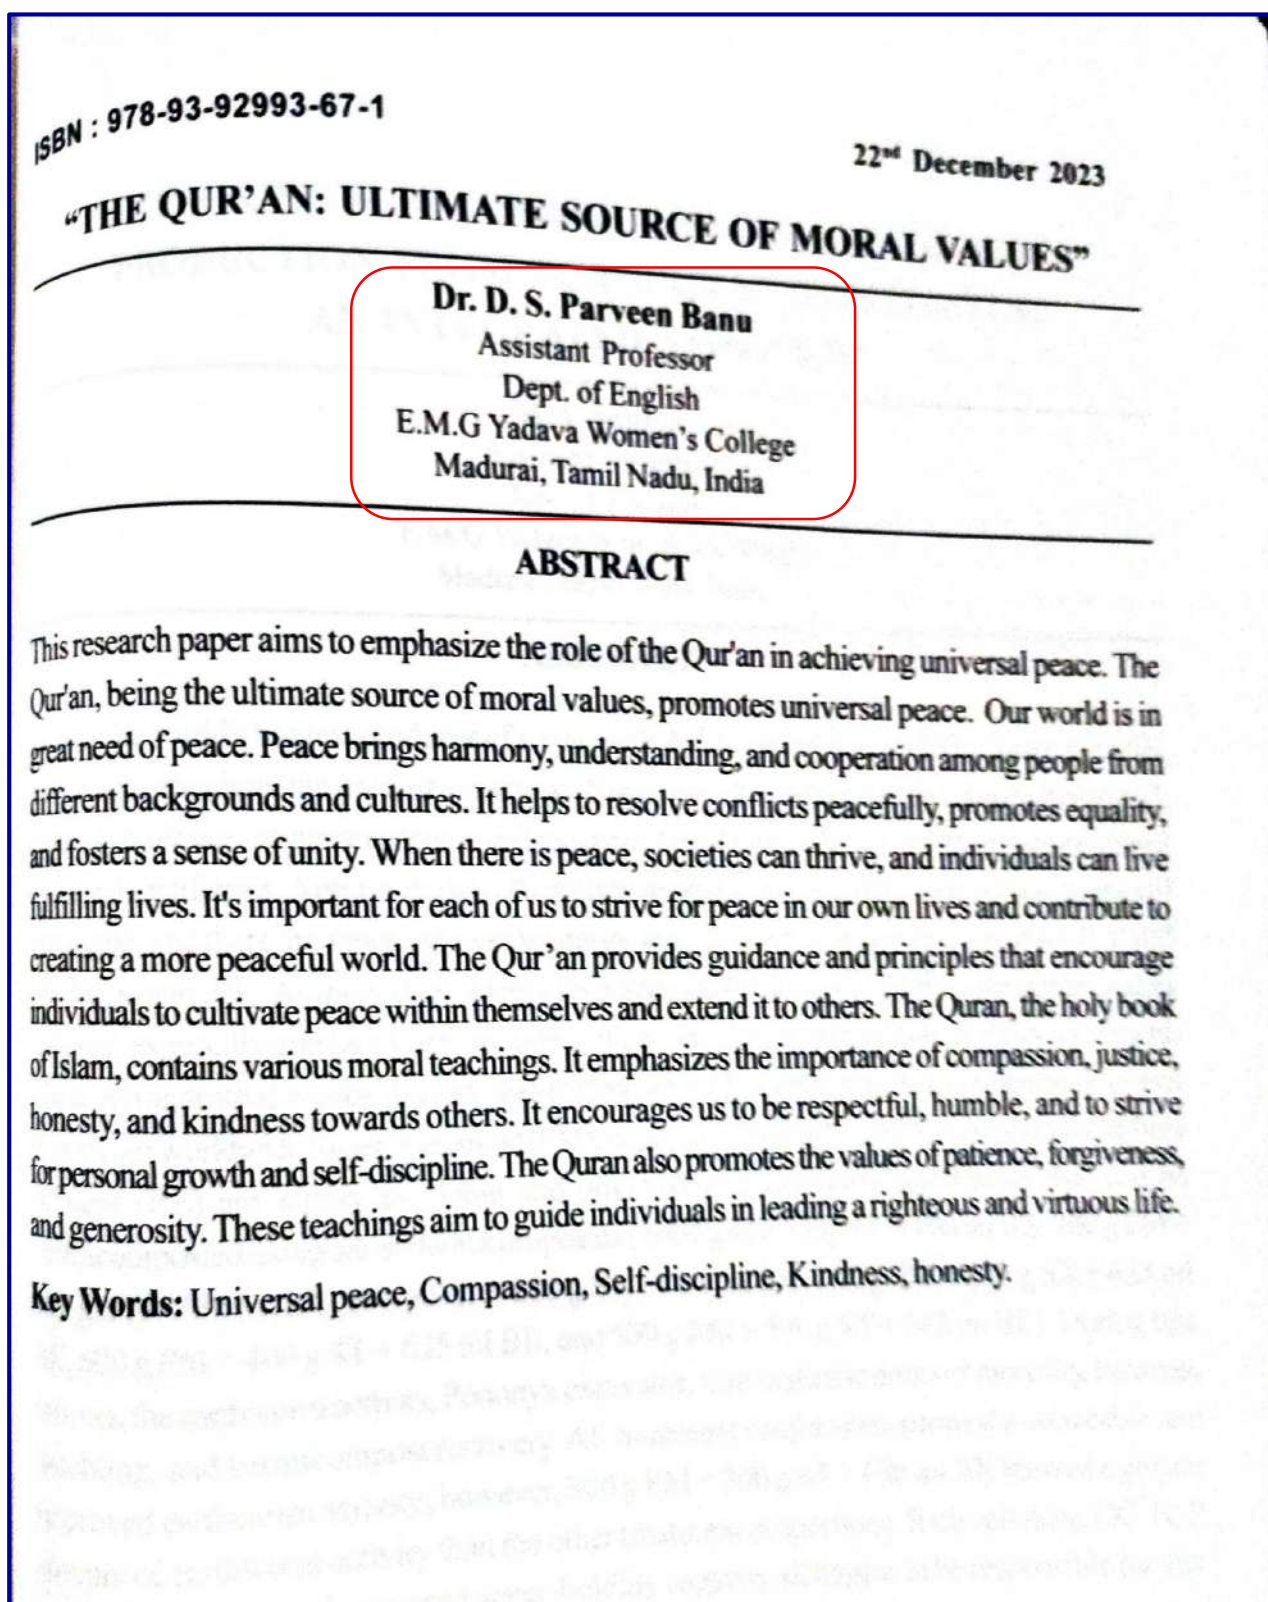 ISBN : 978-93-92993-67-1
22nd December 2023
“THE QUR’AN: ULTIMATE SOURCE OF MORAL VALUES”
Dr. D. S. Parveen Banu
Assistant Professor
Dept. of English
E.M.G Yadava Women’s College
Madurai, Tamil Nadu, India
ABSTRACT
This research paper aims to emphasize the role of the Qur'an in achieving universal peace. The
Qur'an, being the ultimate source of moral values, promotes universal peace. Our world is in
great need of peace. Peace brings harmony, understanding, and cooperation among people from
different backgrounds and cultures. It helps to resolve conflicts peacefully, promotes equality,
and fosters a sense of unity. When there is peace, societies can thrive, and individuals can live
fulfilling lives. It's important for each of us to strive for peace in our own lives and contribute to
creating a more peaceful world. The Qur’an provides guidance and principles that encourage
individuals to cultivate peace within themselves and extend it to others. The Quran, the holy book
of Islam, contains various moral teachings. It emphasizes the importance of compassion, justice,
honesty, and kindness towards others. It encourages us to be respectful, humble, and to strive
for personal growth and self-discipline. The Quran also promotes the values of patience, forgiveness,
and generosity. These teachings aim to guide individuals in leading a righteous and virtuous life.
Key Words: Universal peace, Compassion, Self-discipline, Kindness, honesty.